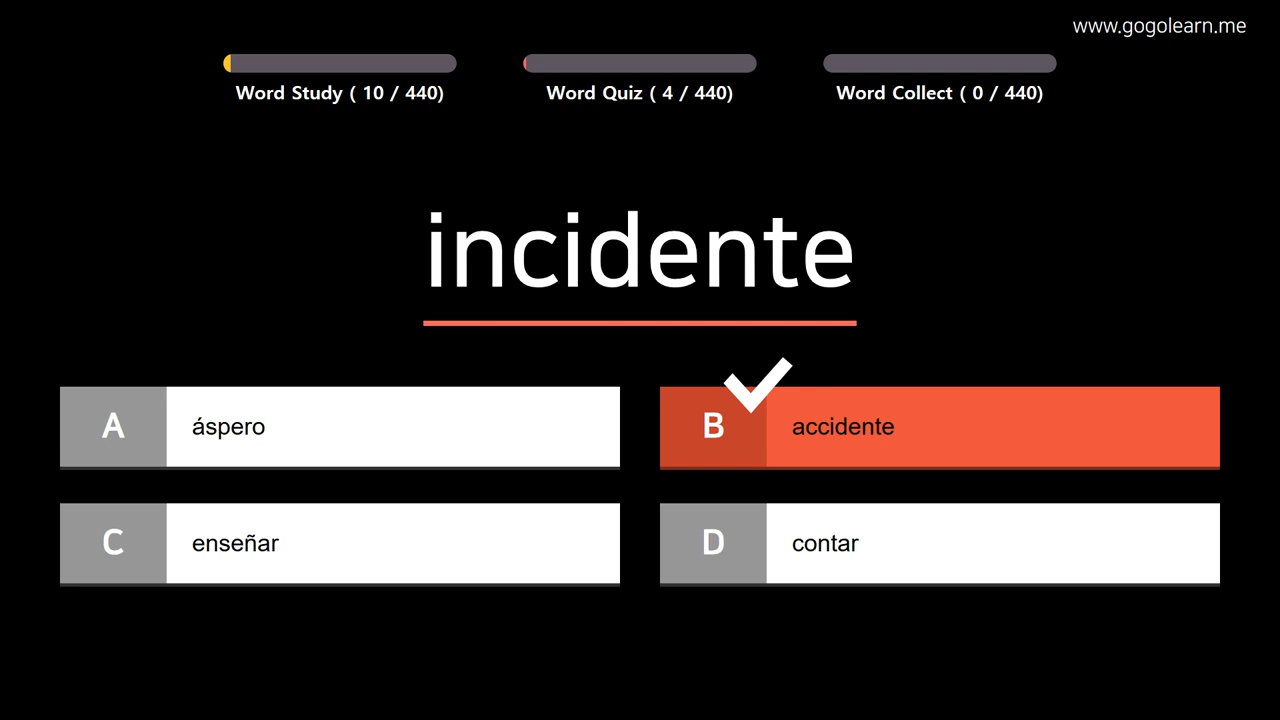 www.gogolearn.me
Word Study ( 10 / 440)
Word Quiz ( 4 / 440)
Word Collect ( 0 / 440)
incidente
A áspero
B accidente
C enseñar
D contar